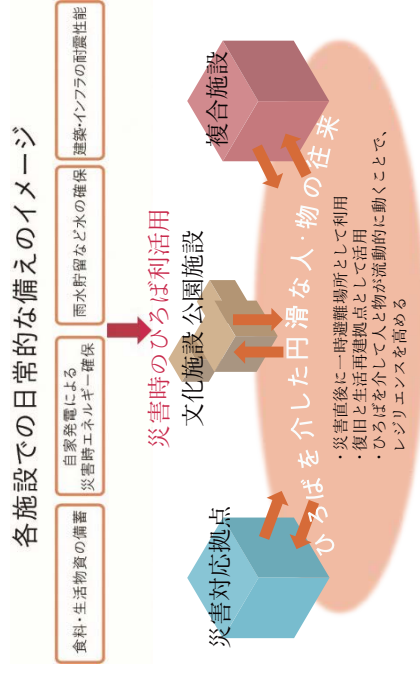 各施設での日常的な備えのイメージ
食料・生活物資の備蓄
自家発電による
災害時エネルギー確保
雨水貯留など水の確保
建築・インフラの耐震性能
災害時のひろば利活用
災害対応拠点
文化施設 公園施設
複合施設
ひろばを介した円滑な人・物の往来
・災害直後に一時避難場所として利用
・復旧と生活再建拠点として活用
・ひろばを介して人と物が流動的に動くことで、
レジリエンスを高める